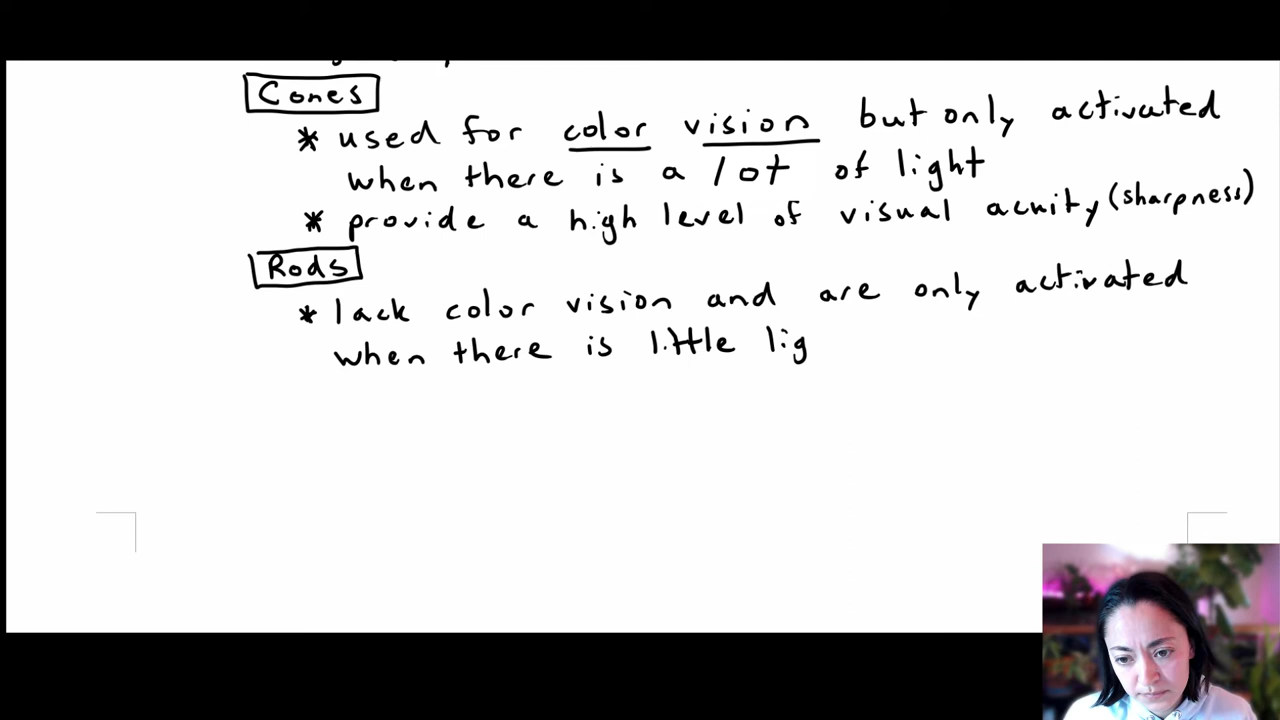 Cones
* used for color vision but only activated
when there is a lot of light
* provide a high level of visual acuity (sharpness)
Rods
* lack color vision and are only activated
when there is little lig